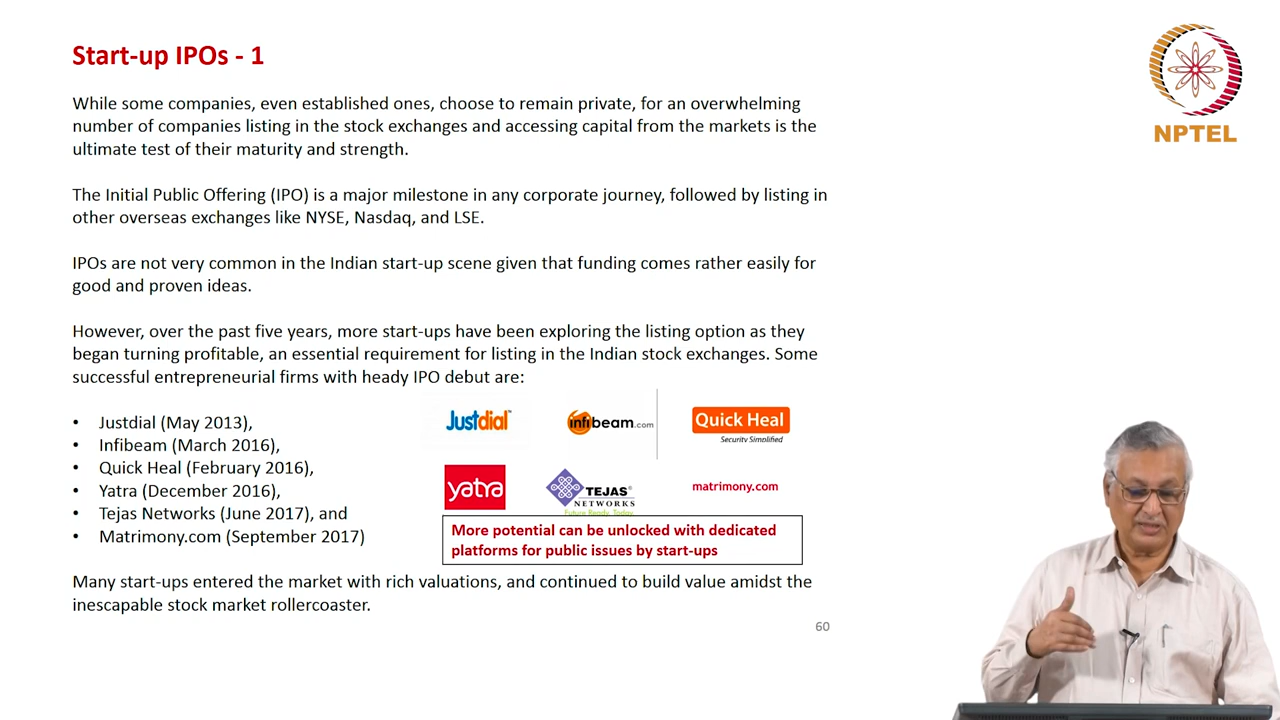 Start-up IPOs - 1
NPTEL
While some companies, even established ones, choose to remain private, for an overwhelming
number of companies listing in the stock exchanges and accessing capital from the markets is the
ultimate test of their maturity and strength.
The Initial Public Offering (IPO) is a major milestone in any corporate journey, followed by listing in
other overseas exchanges like NYSE, Nasdaq, and LSE.
IPOs are not very common in the Indian start-up scene given that funding comes rather easily for
good and proven ideas.
However, over the past five years, more start-ups have been exploring the listing option as they
began turning profitable, an essential requirement for listing in the Indian stock exchanges. Some
successful entrepreneurial firms with heady IPO debut are:
• Justdial (May 2013),
• Infibeam (March 2016),
• Quick Heal (February 2016),
• Yatra (December 2016),
• Tejas Networks (June 2017), and
• Matrimony.com (September 2017)
Justdial
infibeam.com
Quick Heal
Security Simplified
yatra
TEJAS
NETWORKS
Future Ready. Today.
matrimony.com
More potential can be unlocked with dedicated
platforms for public issues by start-ups
Many start-ups entered the market with rich valuations, and continued to build value amidst the
inescapable stock market rollercoaster.
60